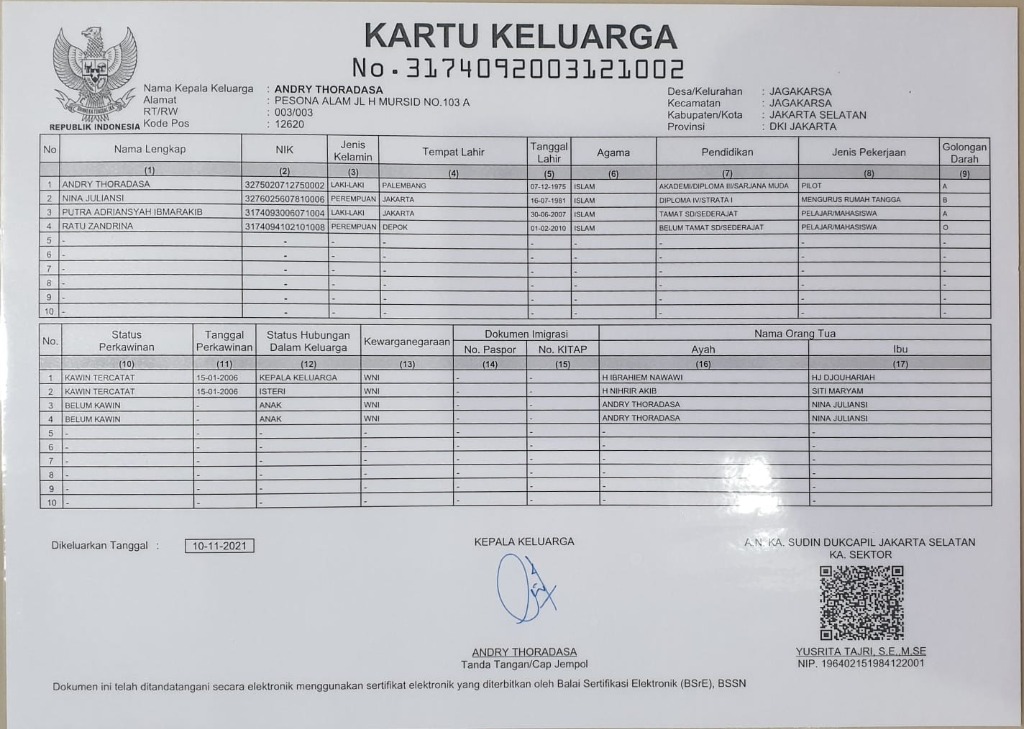 KARTU KELUARGA
No.3174092003121002
REPUBLIK INDONESIA
Nama Kepala Keluarga : ANDRY THORADASA
Alamat : PESONA ALAM JL H MURSID NO.103 A
RT/RW : 003/003
Kode Pos : 12620
Desa/Kelurahan : JAGAKARSA
Kecamatan : JAGAKARSA
Kabupaten/Kota : JAKARTA SELATAN
Provinsi : DKI JAKARTA
No Nama Lengkap NIK Jenis Kelamin Tempat Lahir Tanggal Lahir Agama Pendidikan Jenis Pekerjaan Golongan Darah
(1) (2) (3) (4) (5) (6) (7) (8) (9)
1 ANDRY THORADASA 3275020712750002 LAKI-LAKI PALEMBANG 07-12-1975 ISLAM AKADEMI/DIPLOMA III/SARJANA MUDA PILOT A
2 NINA JULIANSI 3276025607810006 PEREMPUAN JAKARTA 16-07-1981 ISLAM DIPLOMA IV/STRATA I MENGURUS RUMAH TANGGA B
3 PUTRA ADRIANSYAH IBMARAKIB 3174093006071004 LAKI-LAKI JAKARTA 30-06-2007 ISLAM TAMAT SD/SEDERAJAT PELAJAR/MAHASISWA A
4 RATU ZANDRINA 3174094102101008 PEREMPUAN DEPOK 01-02-2010 ISLAM BELUM TAMAT SD/SEDERAJAT PELAJAR/MAHASISWA O
5 - - - - - - - - -
6 - - - - - - - - -
7 - - - - - - - - -
8 - - - - - - - - -
9 - - - - - - - - -
10 - - - - - - - - -
No. Status Perkawinan Tanggal Perkawinan Status Hubungan Dalam Keluarga Kewarganegaraan Dokumen Imigrasi Nama Orang Tua
No. Paspor No. KITAP Ayah Ibu
(10) (11) (12) (13) (14) (15) (16) (17)
1 KAWIN TERCATAT 15-01-2006 KEPALA KELUARGA WNI - - H IBRAHIEM NAWAWI HJ DJOUHARIAH
2 KAWIN TERCATAT 15-01-2006 ISTERI WNI - - H NIHRIR AKIB SITI MARYAM
3 BELUM KAWIN - ANAK WNI - - ANDRY THORADASA NINA JULIANSI
4 BELUM KAWIN - ANAK WNI - - ANDRY THORADASA NINA JULIANSI
5 - - - - - - - -
6 - - - - - - - -
7 - - - - - - - -
8 - - - - - - - -
9 - - - - - - - -
10 - - - - - - - -
Dikeluarkan Tanggal : 10-11-2021
KEPALA KELUARGA
ANDRY THORADASA
Tanda Tangan/Cap Jempol
A.N. KA. SUDIN DUKCAPIL JAKARTA SELATAN
KA. SEKTOR
YUSRITA TAJRI, S.E.,M.SE
NIP. 196402151984122001
Dokumen ini telah ditandatangani secara elektronik menggunakan sertifikat elektronik yang diterbitkan oleh Balai Sertifikasi Elektronik (BSrE), BSSN